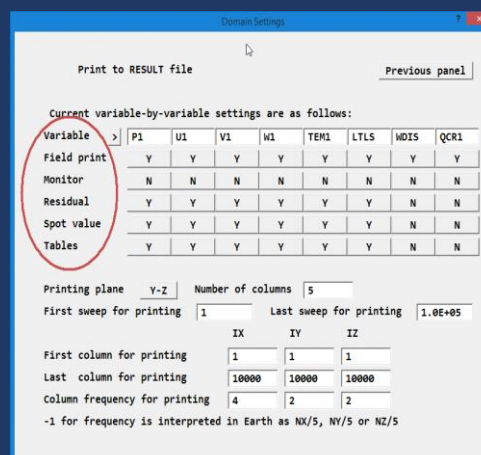 Domain Settings ? ×
Print to RESULT file Previous panel
Current variable-by-variable settings are as follows:
Variable > P1 U1 V1 W1 TEM1 LTLS WDIS QCR1
Field print Y Y Y Y Y Y Y Y
Monitor N N N N N N N N
Residual Y Y Y Y Y Y N N
Spot value Y Y Y Y Y Y N N
Tables Y Y Y Y Y Y N N
Printing plane Y-Z Number of columns 5
First sweep for printing 1 Last sweep for printing 1.0E+05
IX IY IZ
First column for printing 1 1 1
Last column for printing 10000 10000 10000
Column frequency for printing 4 2 2
-1 for frequency is interpreted in Earth as NX/5, NY/5 or NZ/5